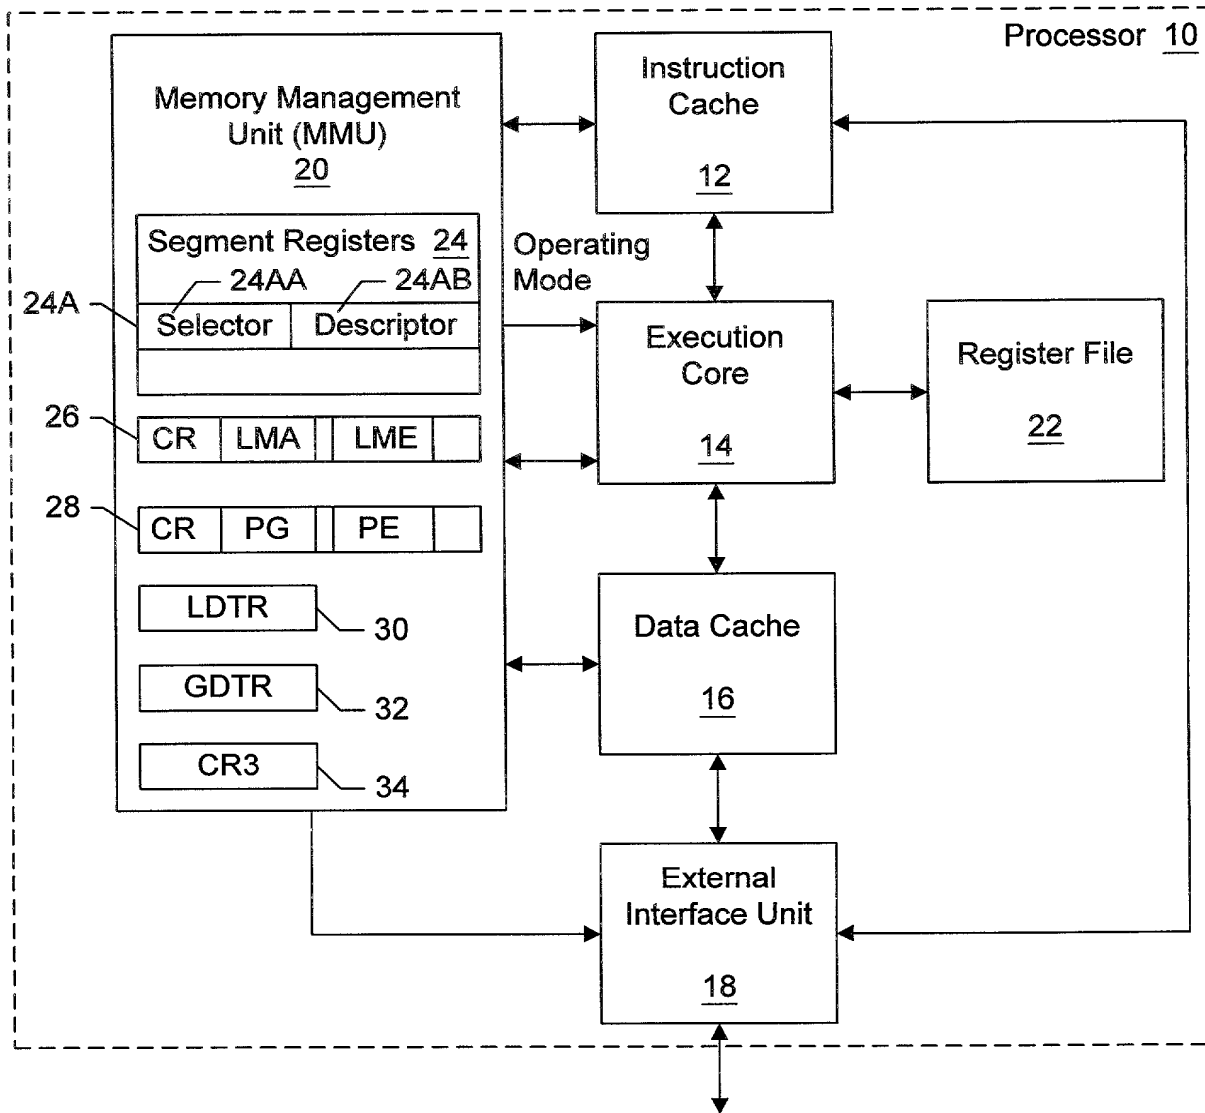 Processor 10
Memory Management
Unit (MMU)
20
Segment Registers 24
24AA
24AB
24A
Selector
Descriptor
26
CR
LMA
LME
28
CR
PG
PE
LDTR
30
GDTR
32
CR3
34
Operating
Mode
Instruction
Cache
12
Execution
Core
14
Register File
22
Data Cache
16
External
Interface Unit
18